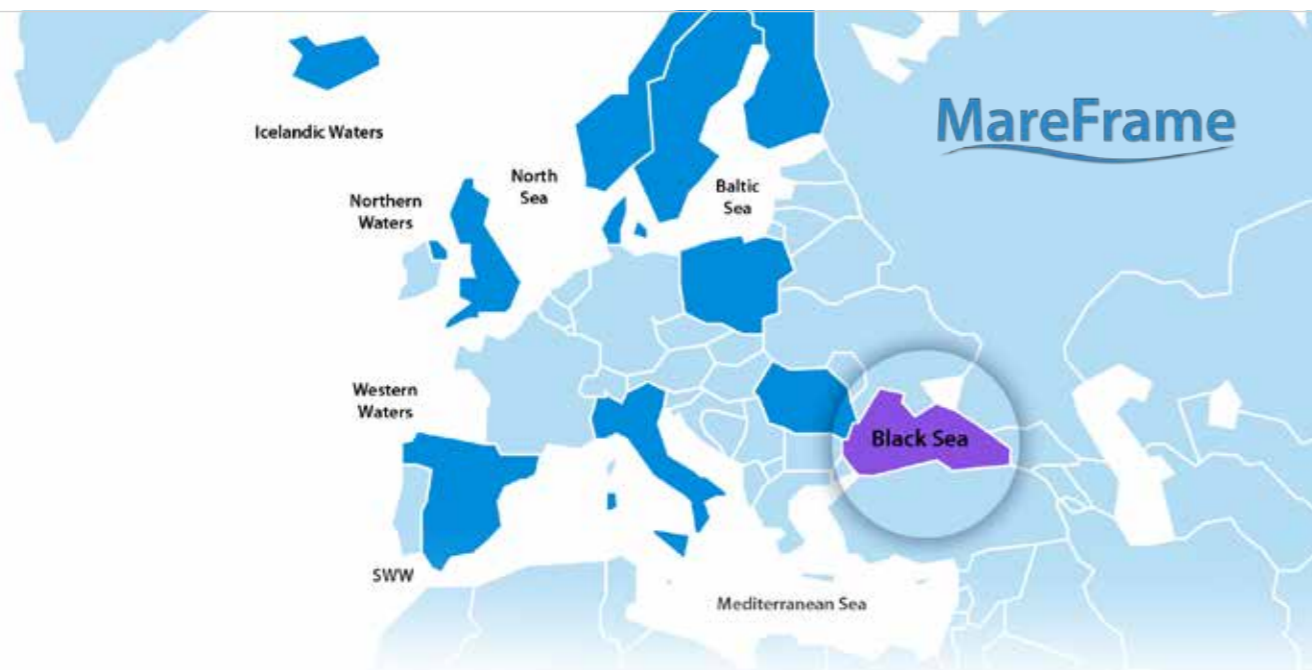 MareFrame
Icelandic Waters
North
Sea
Baltic
Sea
Northern
Waters
Western
Waters
Black Sea
SWW
Mediterranean Sea